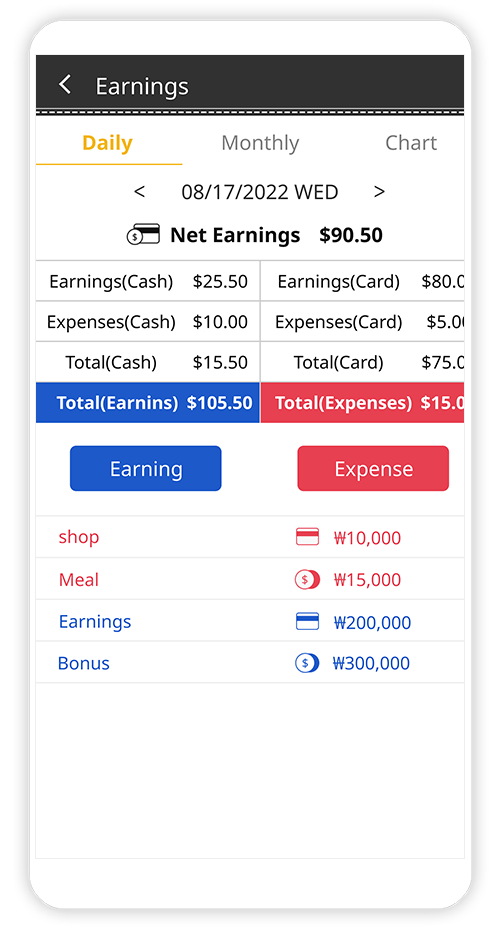 Earnings
Daily Monthly Chart
< 08/17/2022 WED >
$ Net Earnings $90.50
Earnings(Cash) $25.50 Earnings(Card) $80.0
Expenses(Cash) $10.00 Expenses(Card) $5.0
Total(Cash) $15.50 Total(Card) $75.0
Total(Earnins) $105.50 Total(Expenses) $15.0
Earning Expense
shop ₩10,000
Meal $ ₩15,000
Earnings ₩200,000
Bonus $ ₩300,000